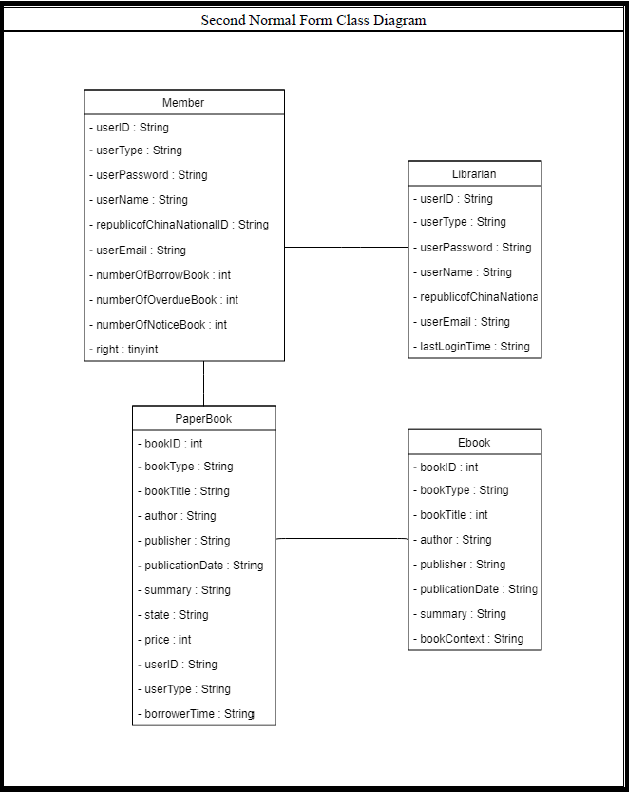 Second Normal Form Class Diagram
Member
- userID : String
- userType : String
- userPassword : String
- userName : String
- republicofChinaNationalID : String
- userEmail : String
- numberOfBorrowBook : int
- numberOfOverdueBook : int
- numberOfNoticeBook : int
- right : tinyint
Librarian
- userID : String
- userType : String
- userPassword : String
- userName : String
- republicofChinaNationa
- userEmail : String
- lastLoginTime : String
PaperBook
- bookID : int
- bookType : String
- bookTitle : String
- author : String
- publisher : String
- publicationDate : String
- summary : String
- state : String
- price : int
- userID : String
- userType : String
- borrowerTime : String
Ebook
- bookID : int
- bookType : String
- bookTitle : int
- author : String
- publisher : String
- publicationDate : String
- summary : String
- bookContext : String